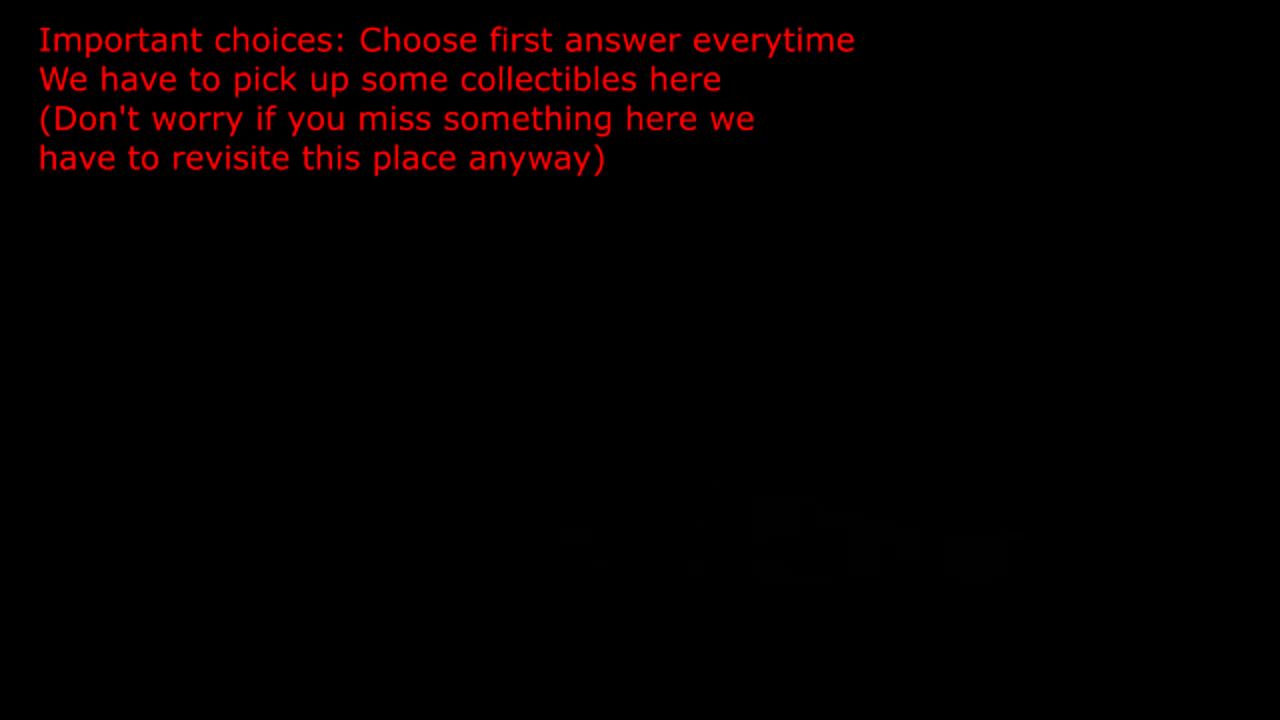 Important choices: Choose first answer everytime
We have to pick up some collectibles here
(Don't worry if you miss something here we
have to revisite this place anyway)